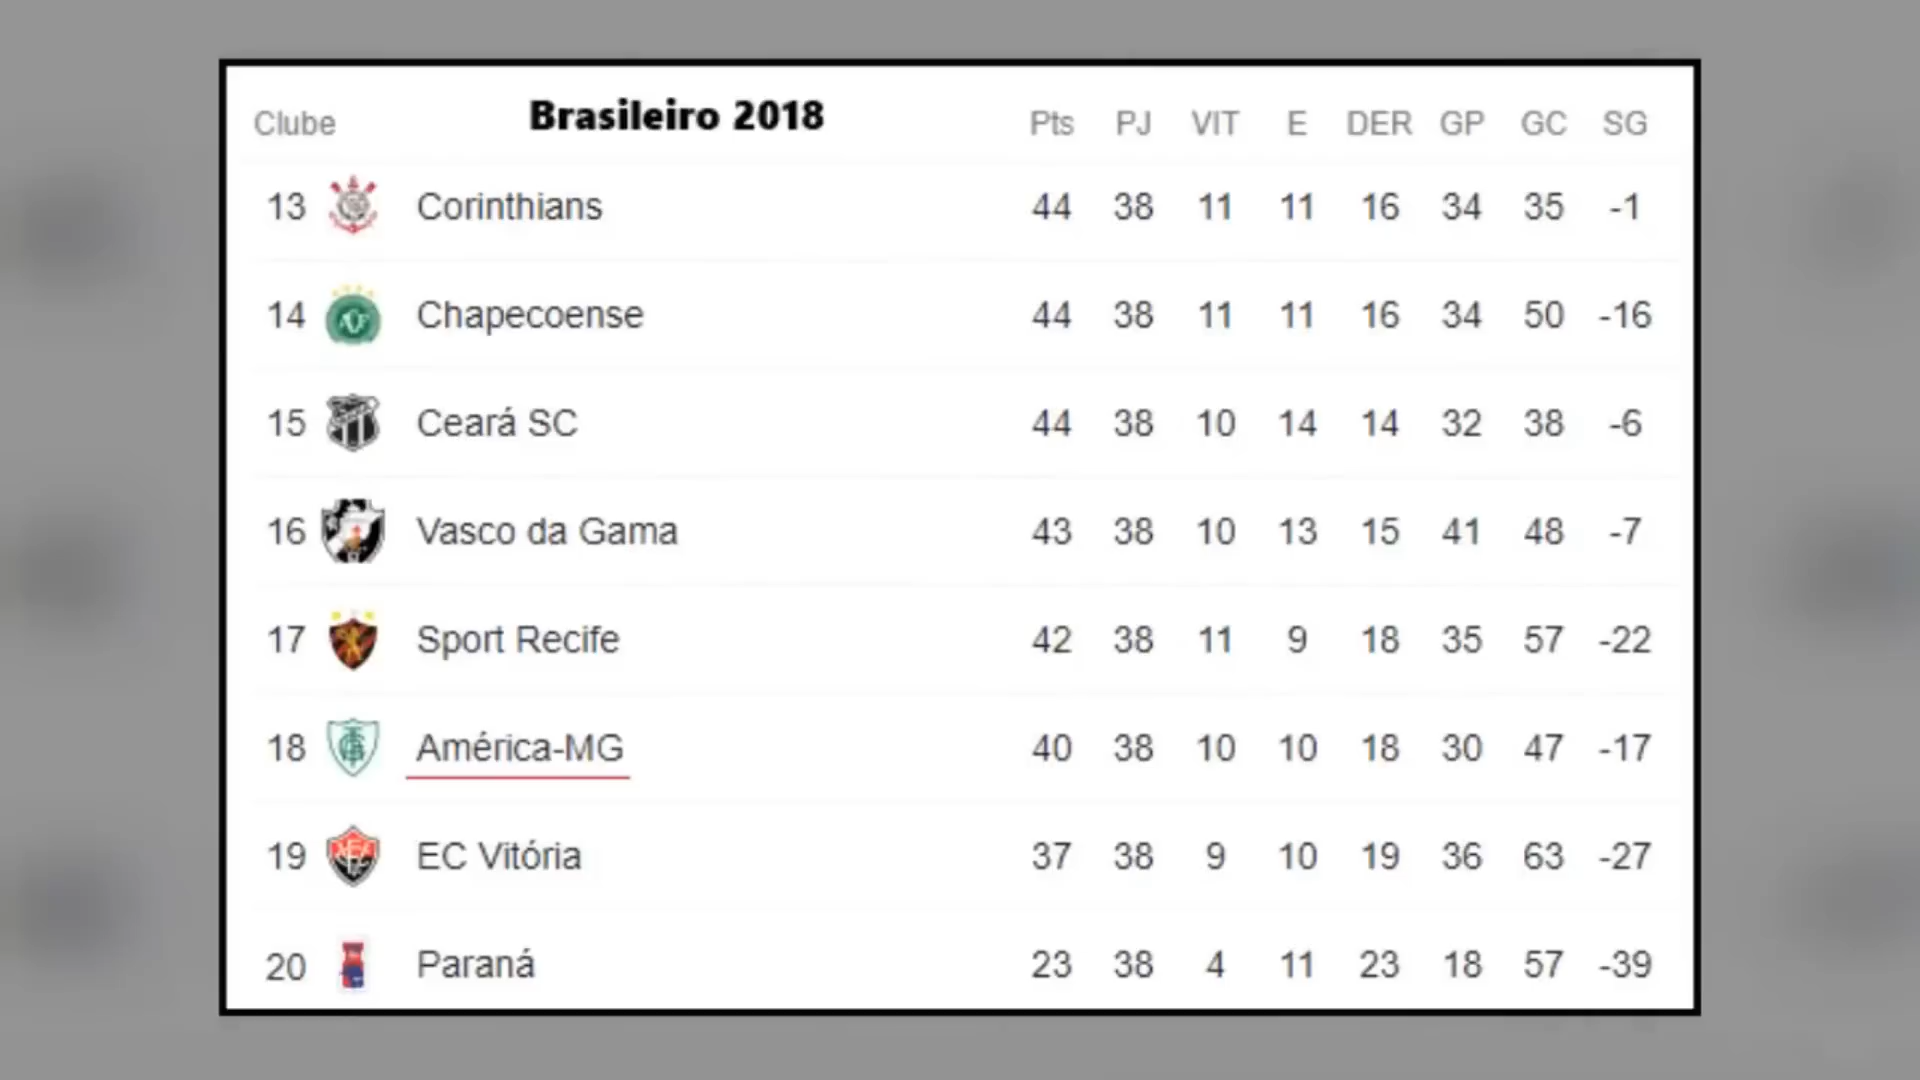 Clube Brasileiro 2018 Pts PJ VIT E DER GP GC SG
13 Corinthians 44 38 11 11 16 34 35 -1
14 Chapecoense 44 38 11 11 16 34 50 -16
15 Ceará SC 44 38 10 14 14 32 38 -6
16 Vasco da Gama 43 38 10 13 15 41 48 -7
17 Sport Recife 42 38 11 9 18 35 57 -22
18 América-MG 40 38 10 10 18 30 47 -17
19 EC Vitória 37 38 9 10 19 36 63 -27
20 Paraná 23 38 4 11 23 18 57 -39